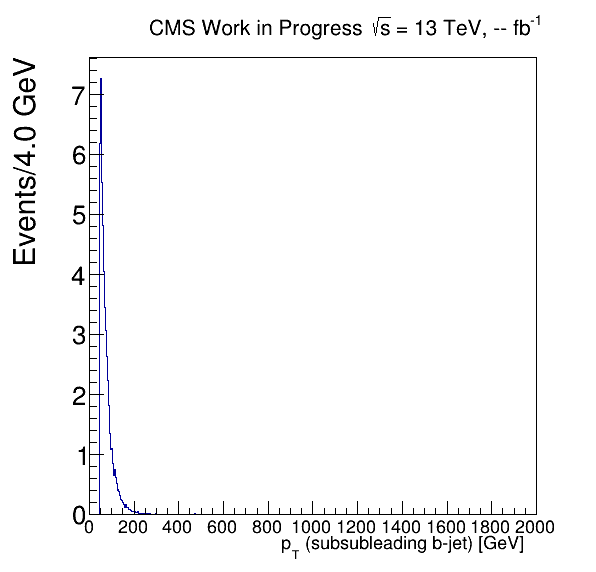 CMS Work in Progress √s = 13 TeV, -- fb⁻¹
Events/4.0 GeV
7
6
5
4
3
2
1
0
0 200 400 600 800 1000 1200 1400 1600 1800 2000
p_T (subsubleading b-jet) [GeV]